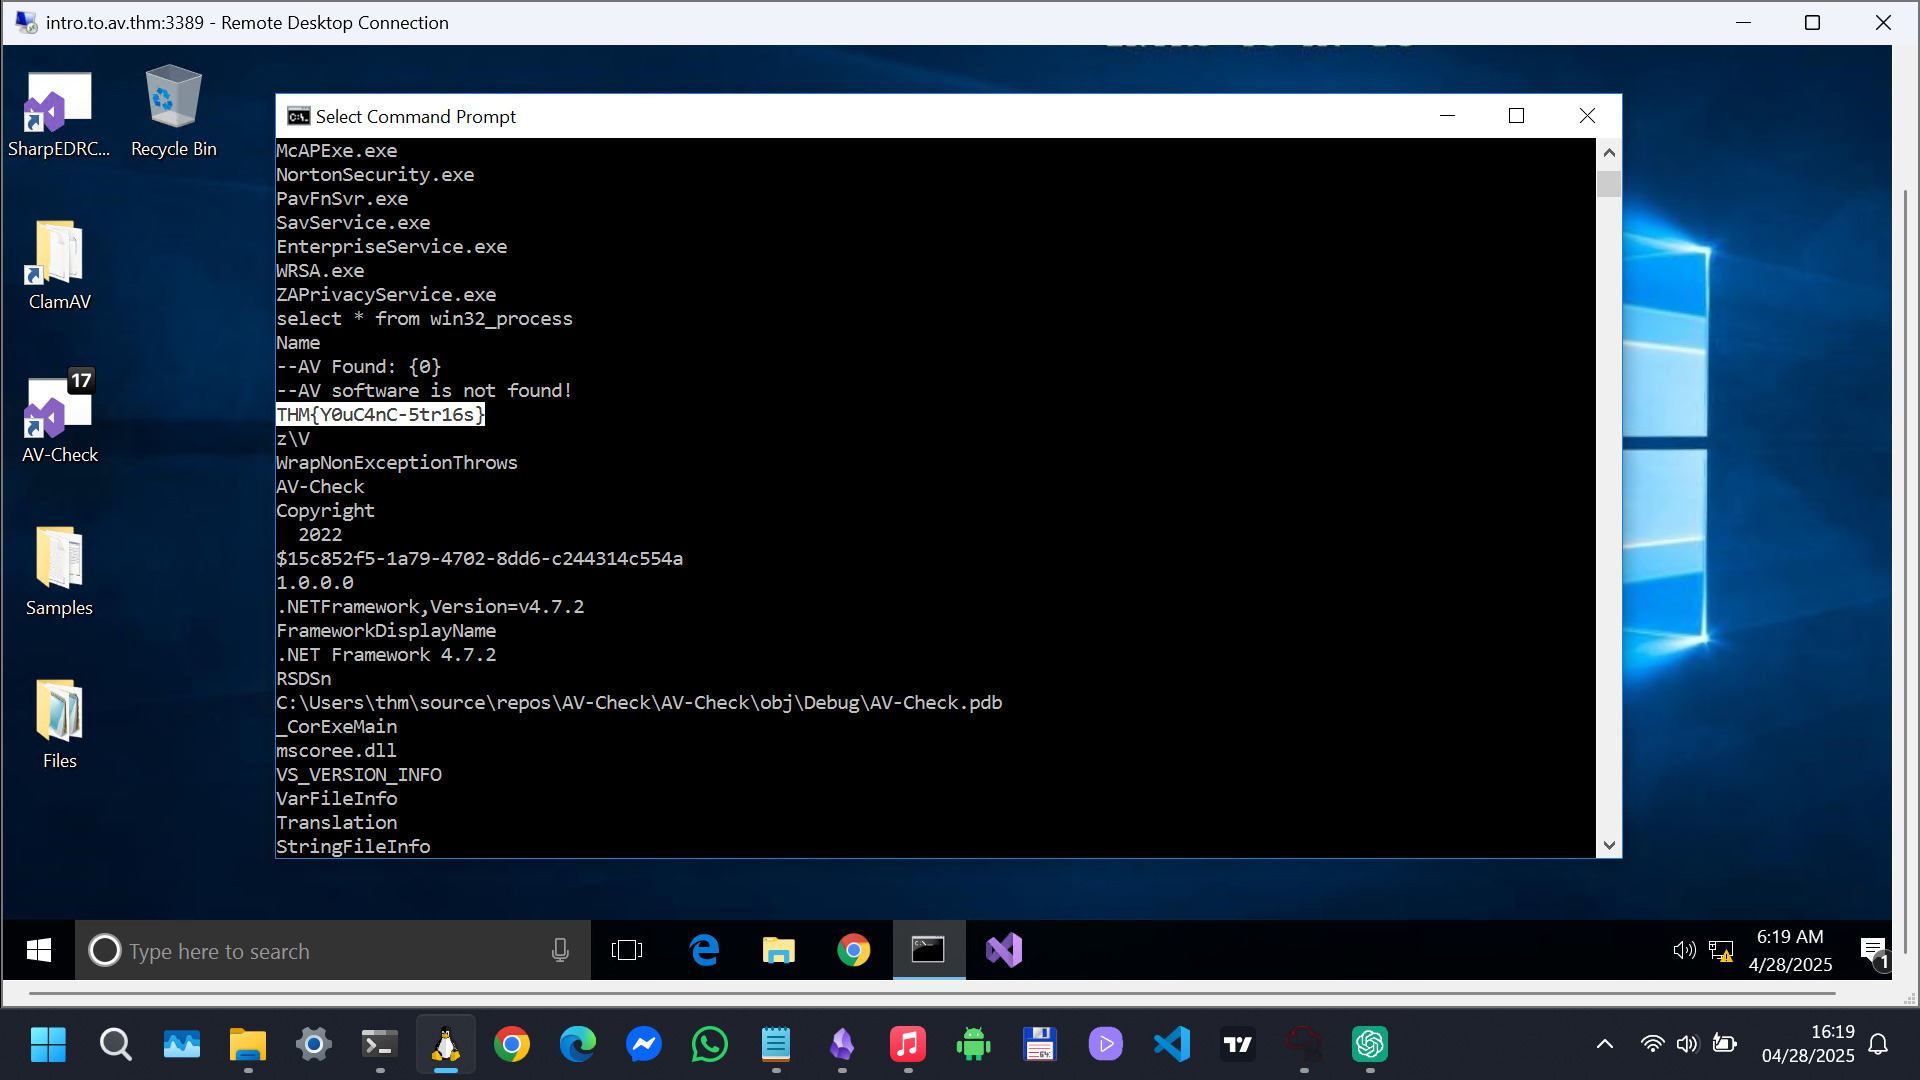 intro.to.av.thm:3389 - Remote Desktop Connection
SharpEDRC...
Recycle Bin
ClamAV
17
AV-Check
Samples
Files
Select Command Prompt
McAPExe.exe
NortonSecurity.exe
PavFnSvr.exe
SavService.exe
EnterpriseService.exe
WRSA.exe
ZAPrivacyService.exe
select * from win32_process
Name
--AV Found: {0}
--AV software is not found!
THM{Y0uC4nC-5tr16s}
z\V
WrapNonExceptionThrows
AV-Check
Copyright
2022
$15c852f5-1a79-4702-8dd6-c244314c554a
1.0.0.0
.NETFramework,Version=v4.7.2
FrameworkDisplayName
.NET Framework 4.7.2
RSDSn
C:\Users\thm\source\repos\AV-Check\AV-Check\obj\Debug\AV-Check.pdb
_CorExeMain
mscoree.dll
VS_VERSION_INFO
VarFileInfo
Translation
StringFileInfo
Type here to search
6:19 AM
4/28/2025
1
16:19
04/28/2025